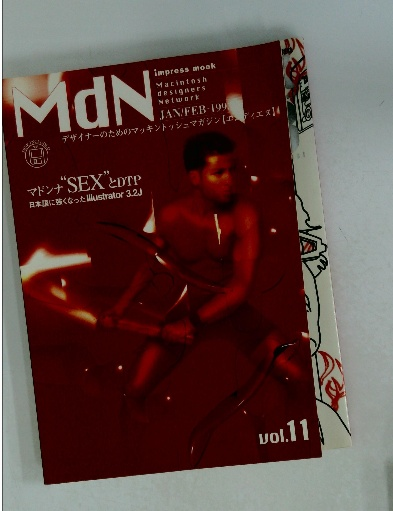 MdN
impress mook
Macintosh
designers
Network
JAN/FEB-199
デザイナーのためのマッキントッシュマガジン[エムディエヌ]
マドンナ“SEX”とDTP
日本語に強くなったIllustrator 3.2J
vol.11